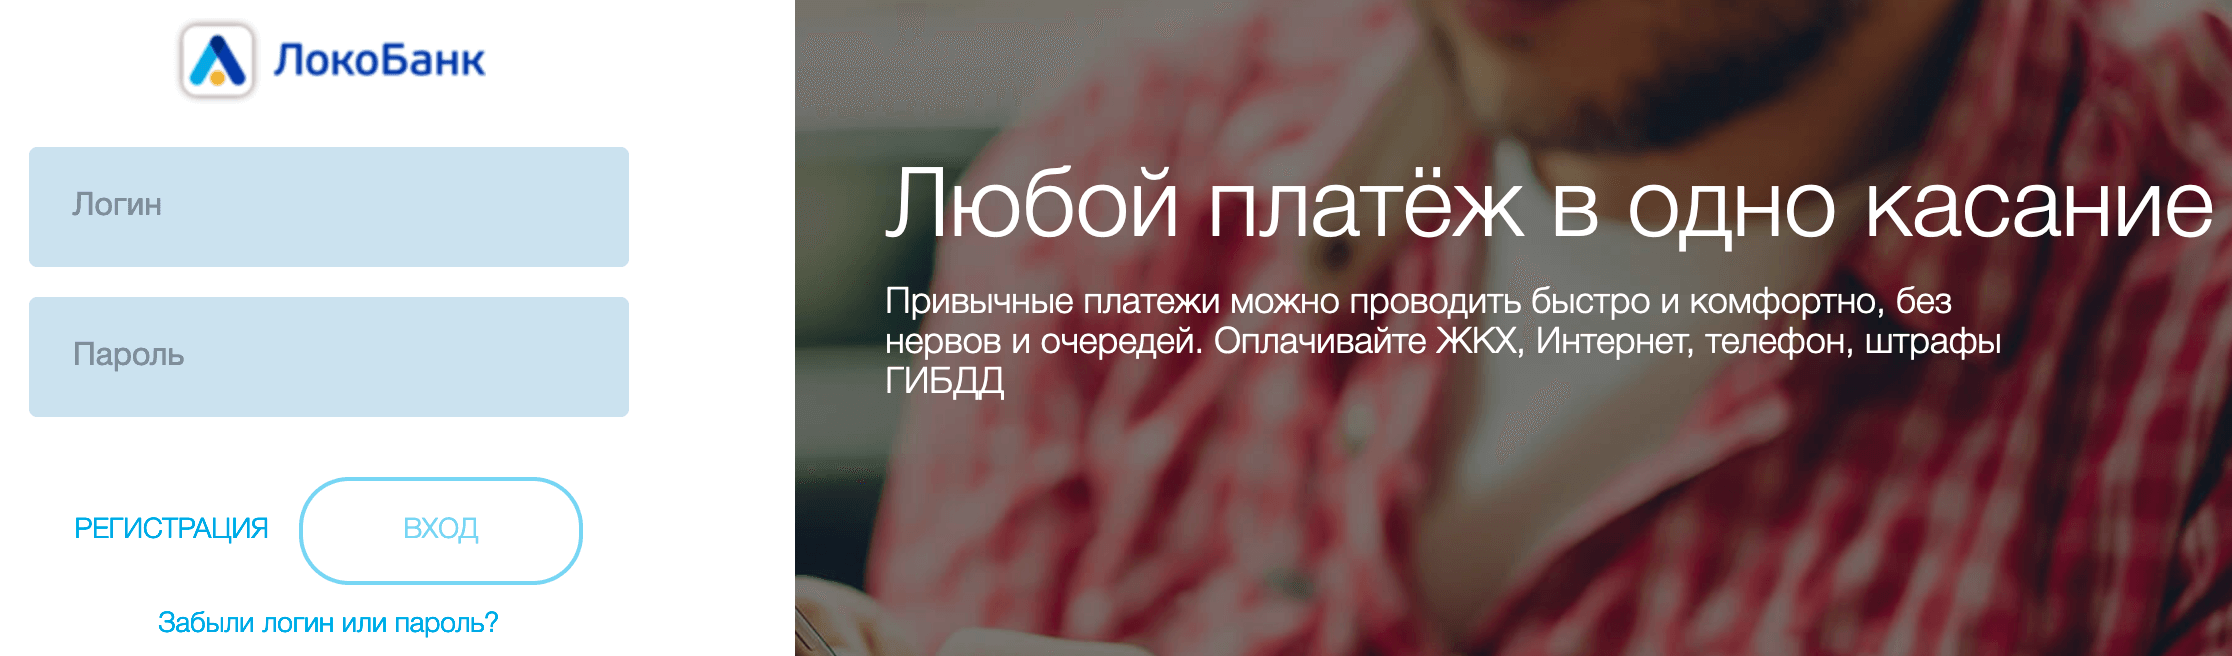 ЛокоБанк
Логин
Пароль
РЕГИСТРАЦИЯ
ВХОД
Забыли логин или пароль?
Любой платёж в одно касание
Привычные платежи можно проводить быстро и комфортно, без
нервов и очередей. Оплачивайте ЖКХ, Интернет, телефон, штрафы
ГИБДД